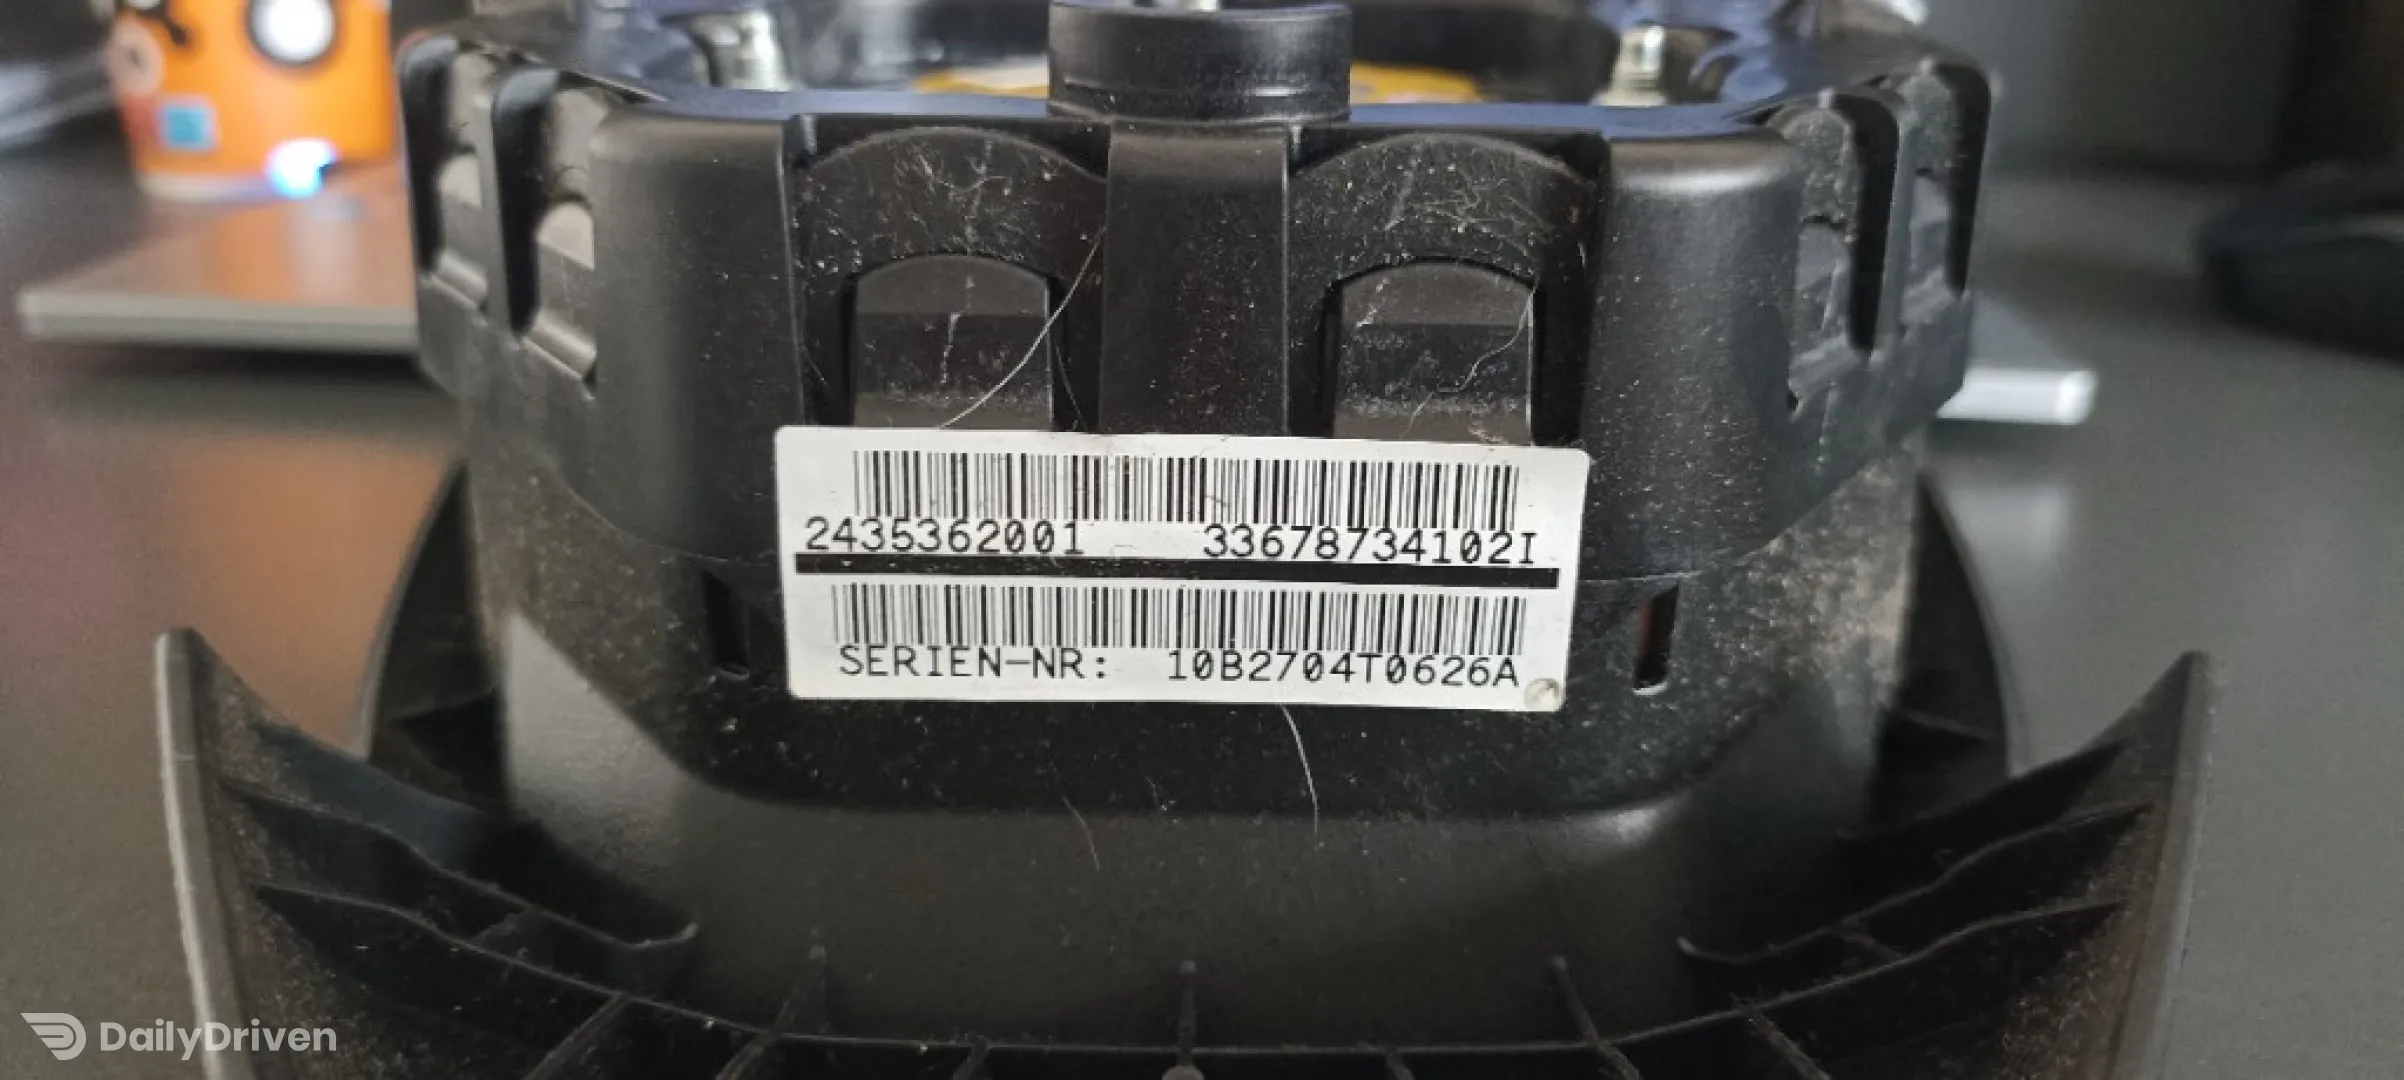 2435362001 33678734102I
SERIEN-NR: 10B2704T0626A
DailyDriven